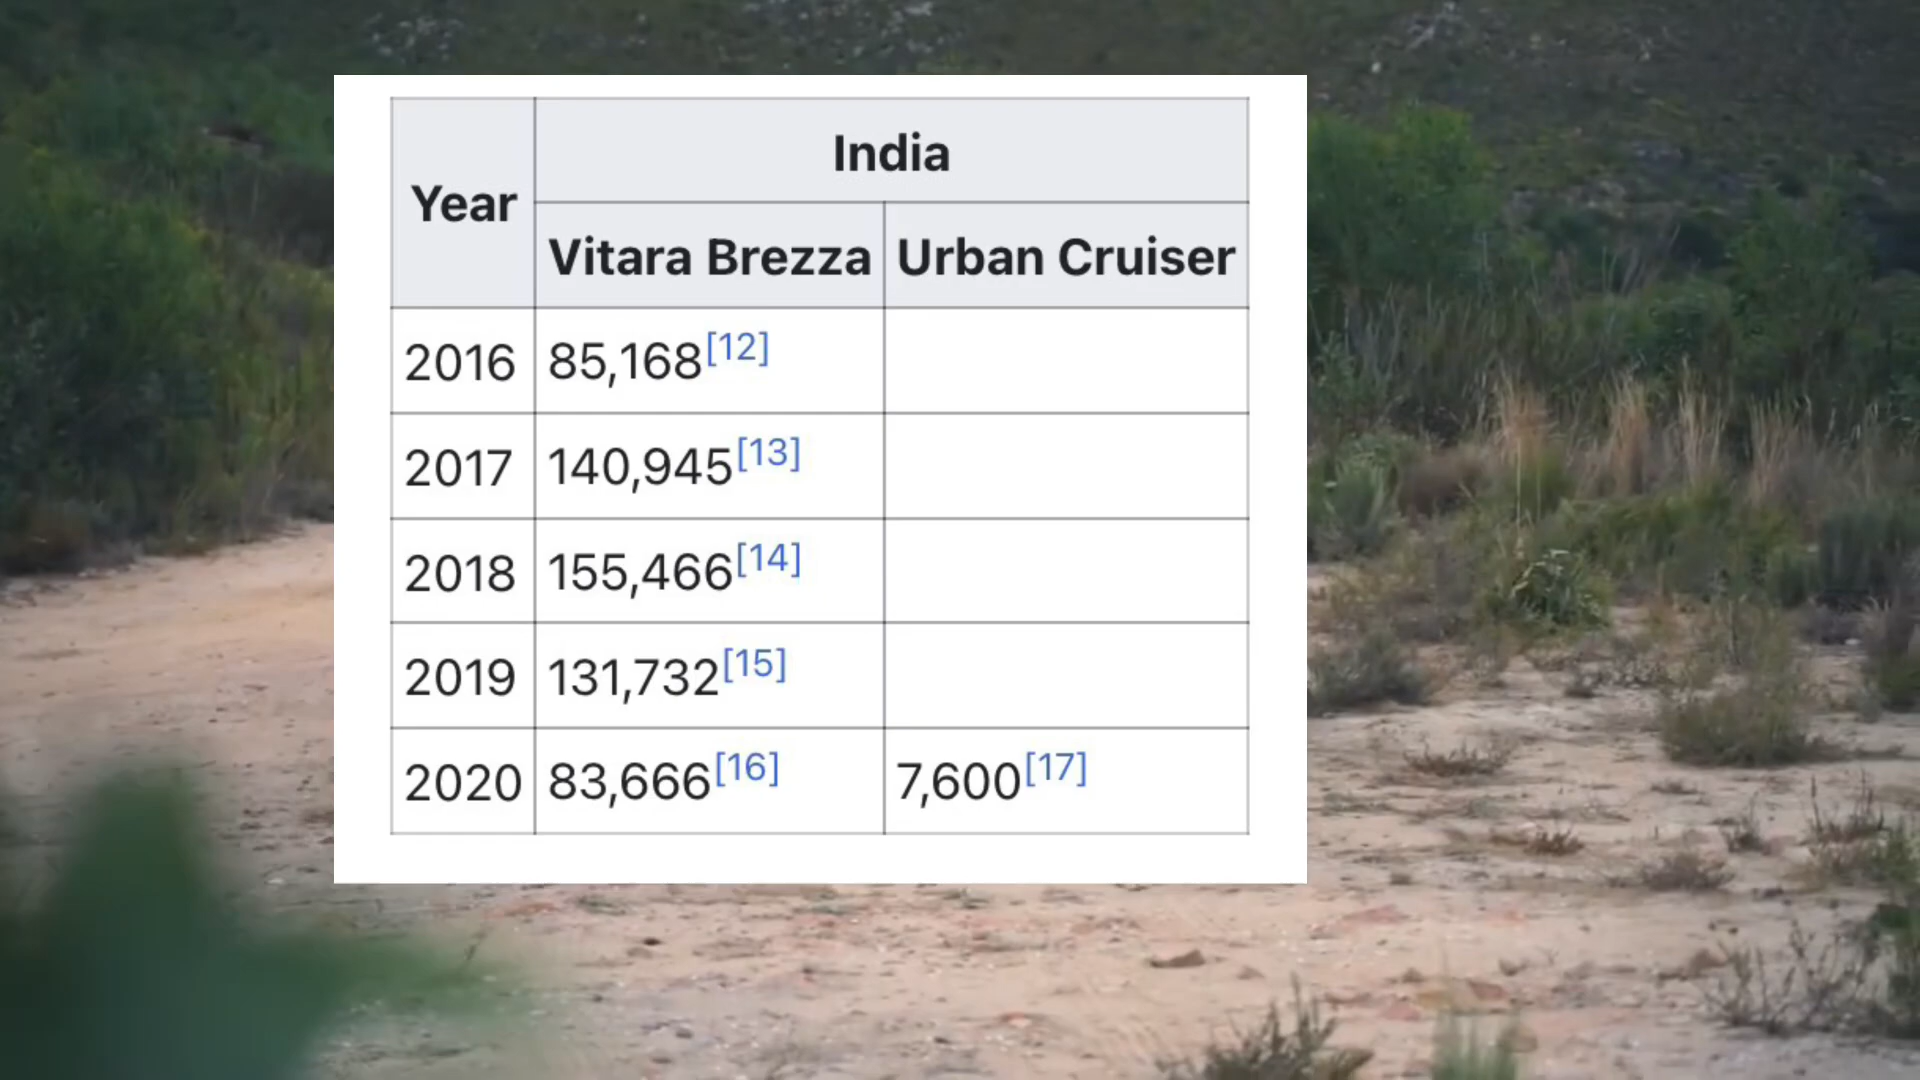 Year
India
Vitara Brezza Urban Cruiser
2016 85,168[12]
2017 140,945[13]
2018 155,466[14]
2019 131,732[15]
2020 83,666[16] 7,600[17]